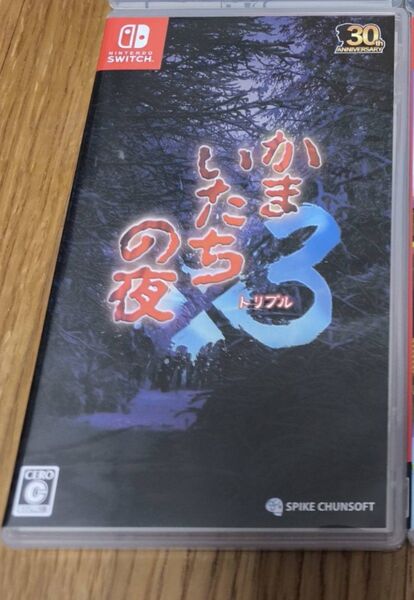 NINTENDO
SWITCH
30th
ANNIVERSARY
かま
いたち
の夜
×3
トリプル
CERO
C
SPIKE CHUNSOFT